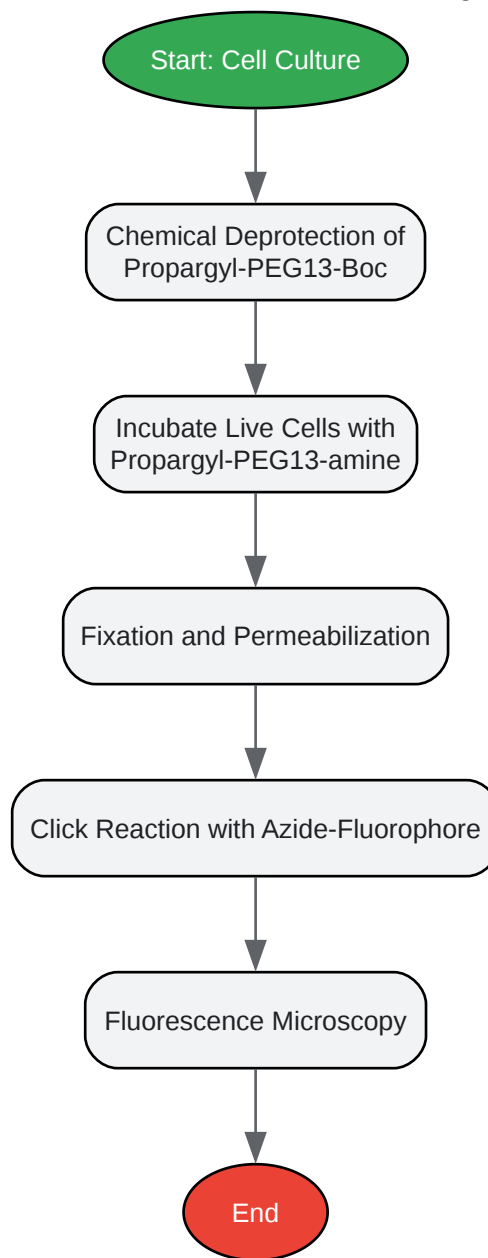 Start: Cell Culture
Chemical Deprotection of
Propargyl-PEG13-Boc
Incubate Live Cells with
Propargyl-PEG13-amine
Fixation and Permeabilization
Click Reaction with Azide-Fluorophore
Fluorescence Microscopy
End